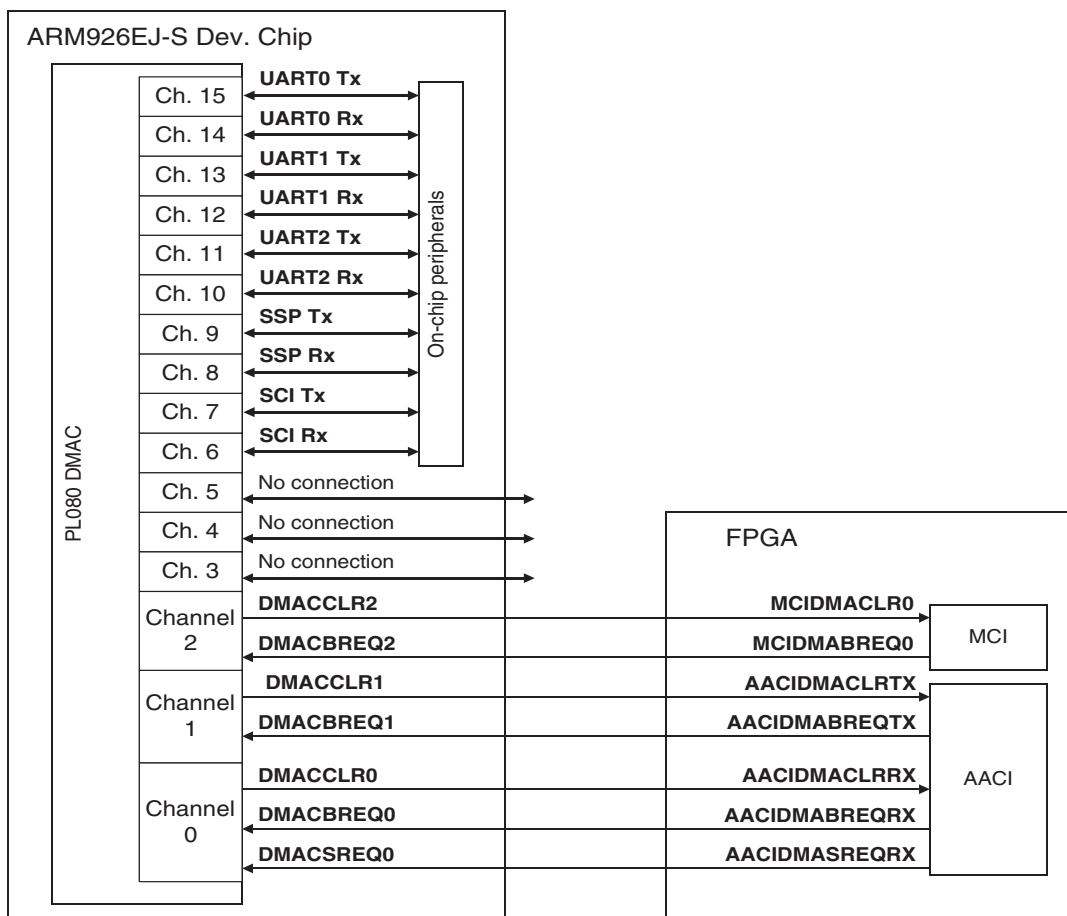 ARM926EJ-S Dev. Chip
PL080 DMAC
Ch. 15
UART0 Tx
Ch. 14
UART0 Rx
Ch. 13
UART1 Tx
Ch. 12
UART1 Rx
Ch. 11
UART2 Tx
Ch. 10
UART2 Rx
Ch. 9
SSP Tx
Ch. 8
SSP Rx
Ch. 7
SCI Tx
Ch. 6
SCI Rx
On-chip peripherals
Ch. 5
No connection
Ch. 4
No connection
Ch. 3
No connection
FPGA
Channel
2
DMACCLR2
MCIDMACLR0
DMACBREQ2
MCIDMABREQ0
MCI
Channel
1
DMACCLR1
AACIDMACLRTX
DMACBREQ1
AACIDMABREQTX
Channel
0
DMACCLR0
AACIDMACLRRX
DMACBREQ0
AACIDMABREQRX
DMACSREQ0
AACIDMASREQRX
AACI